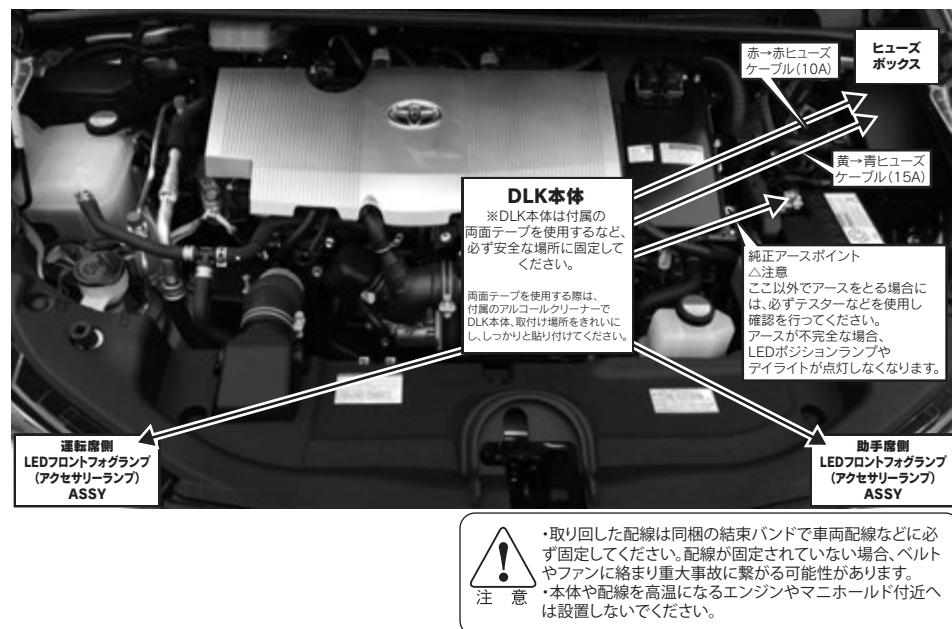 赤→赤ヒューズ
ケーブル(10A)
ヒューズ
ボックス
黄→青ヒューズ
ケーブル(15A)
DLK本体
※DLK本体は付属の
両面テープを使用するなど、
必ず安全な場所に固定して
ください。
両面テープを使用する際は、
付属のアルコールクリーナーで
DLK本体、取付け場所をきれいに
し、しっかりと貼り付けてください。
純正アースポイント
△注意
ここ以外でアースをとる場合に
は、必ずテスターなどを使用し
確認を行ってください。
アースが不完全な場合、
LEDポジションランプや
デイライトが点灯しなくなります。
運転席側
LEDフロントフォグランプ
(アクセサリーランプ)
ASSY
助手席側
LEDフロントフォグランプ
(アクセサリーランプ)
ASSY
注 意
・取り回した配線は同梱の結束バンドで車両配線などに必
ず固定してください。配線が固定されていない場合、ベルト
やファンに絡まり重大事故に繋がる可能性があります。
・本体や配線を高温になるエンジンやマニホールド付近へ
は設置しないでください。